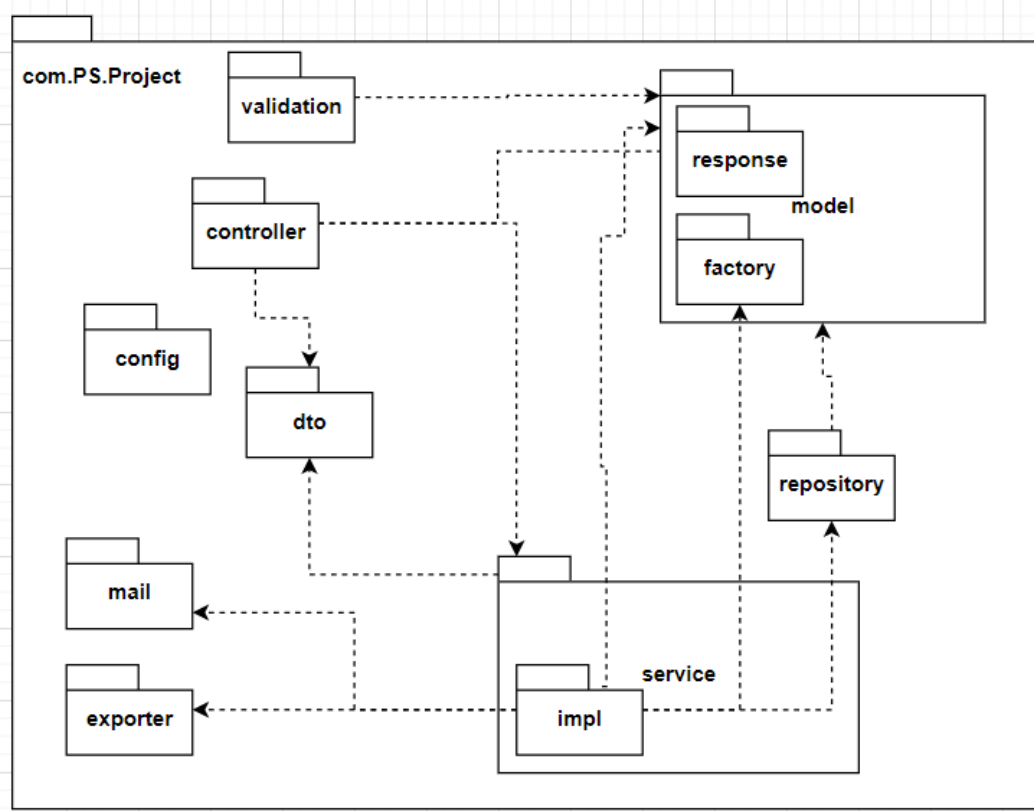 com.PS.Project
validation
response
model
controller
factory
config
dto
repository
mail
service
exporter
impl